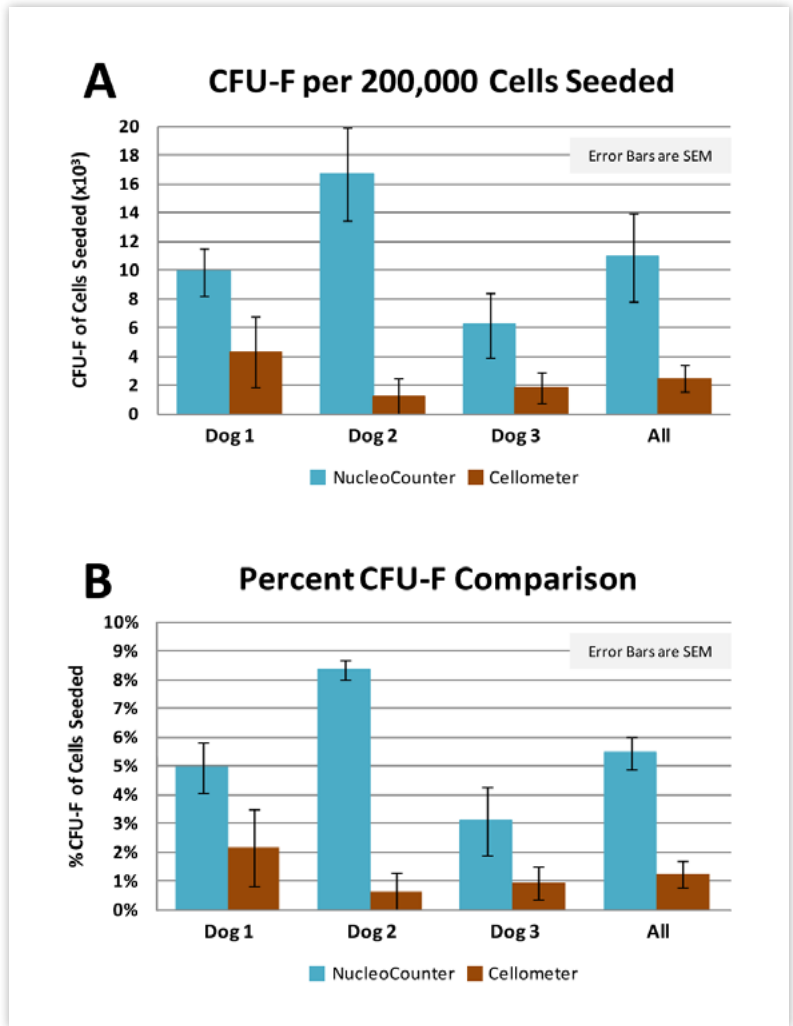 A
CFU-F per 200,000 Cells Seeded
CFU-F of Cells Seeded (x10³)
20
18
16
14
12
10
8
6
4
2
0
Error Bars are SEM
Dog 1 Dog 2 Dog 3 All
NucleoCounter Cellometer
B
Percent CFU-F Comparison
%CFU-F of Cells Seeded
10%
9%
8%
7%
6%
5%
4%
3%
2%
1%
0%
Error Bars are SEM
Dog 1 Dog 2 Dog 3 All
NucleoCounter Cellometer